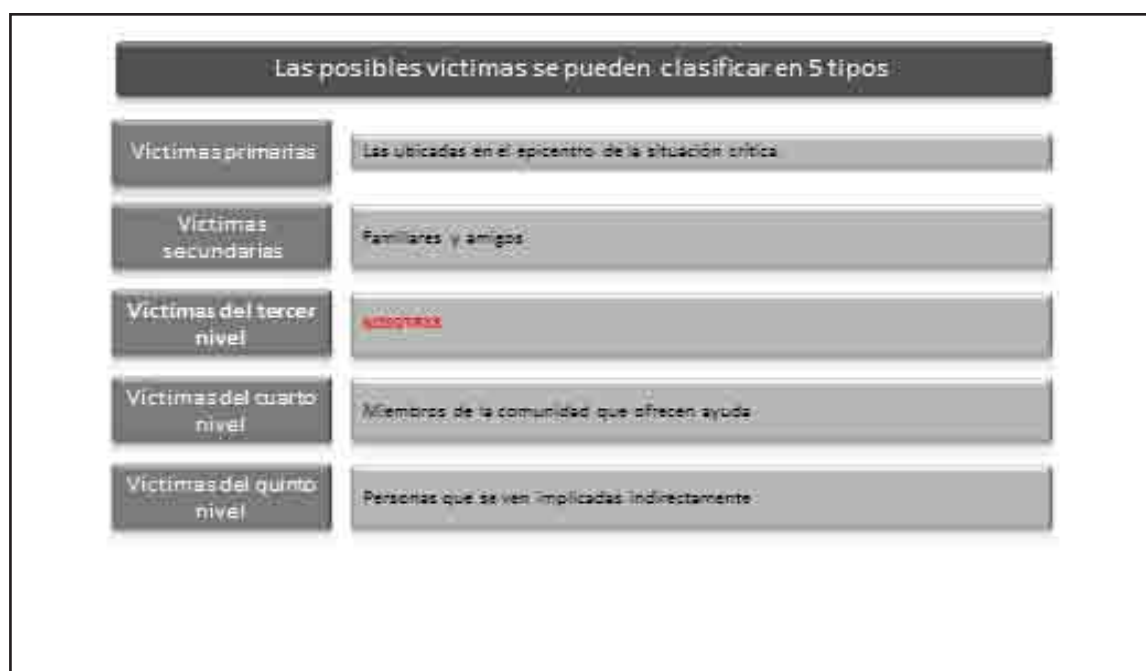 Las posibles víctimas se pueden clasificar en 5 tipos
Víctimas primarias
Las ubicadas en el epicentro de la situación crítica
Víctimas
secundarias
Familiares y amigos
Víctimas del tercer
nivel
Víctimas del cuarto
nivel
Miembros de la comunidad que ofrecen ayuda
Víctimas del quinto
nivel
Personas que se ven implicadas indirectamente